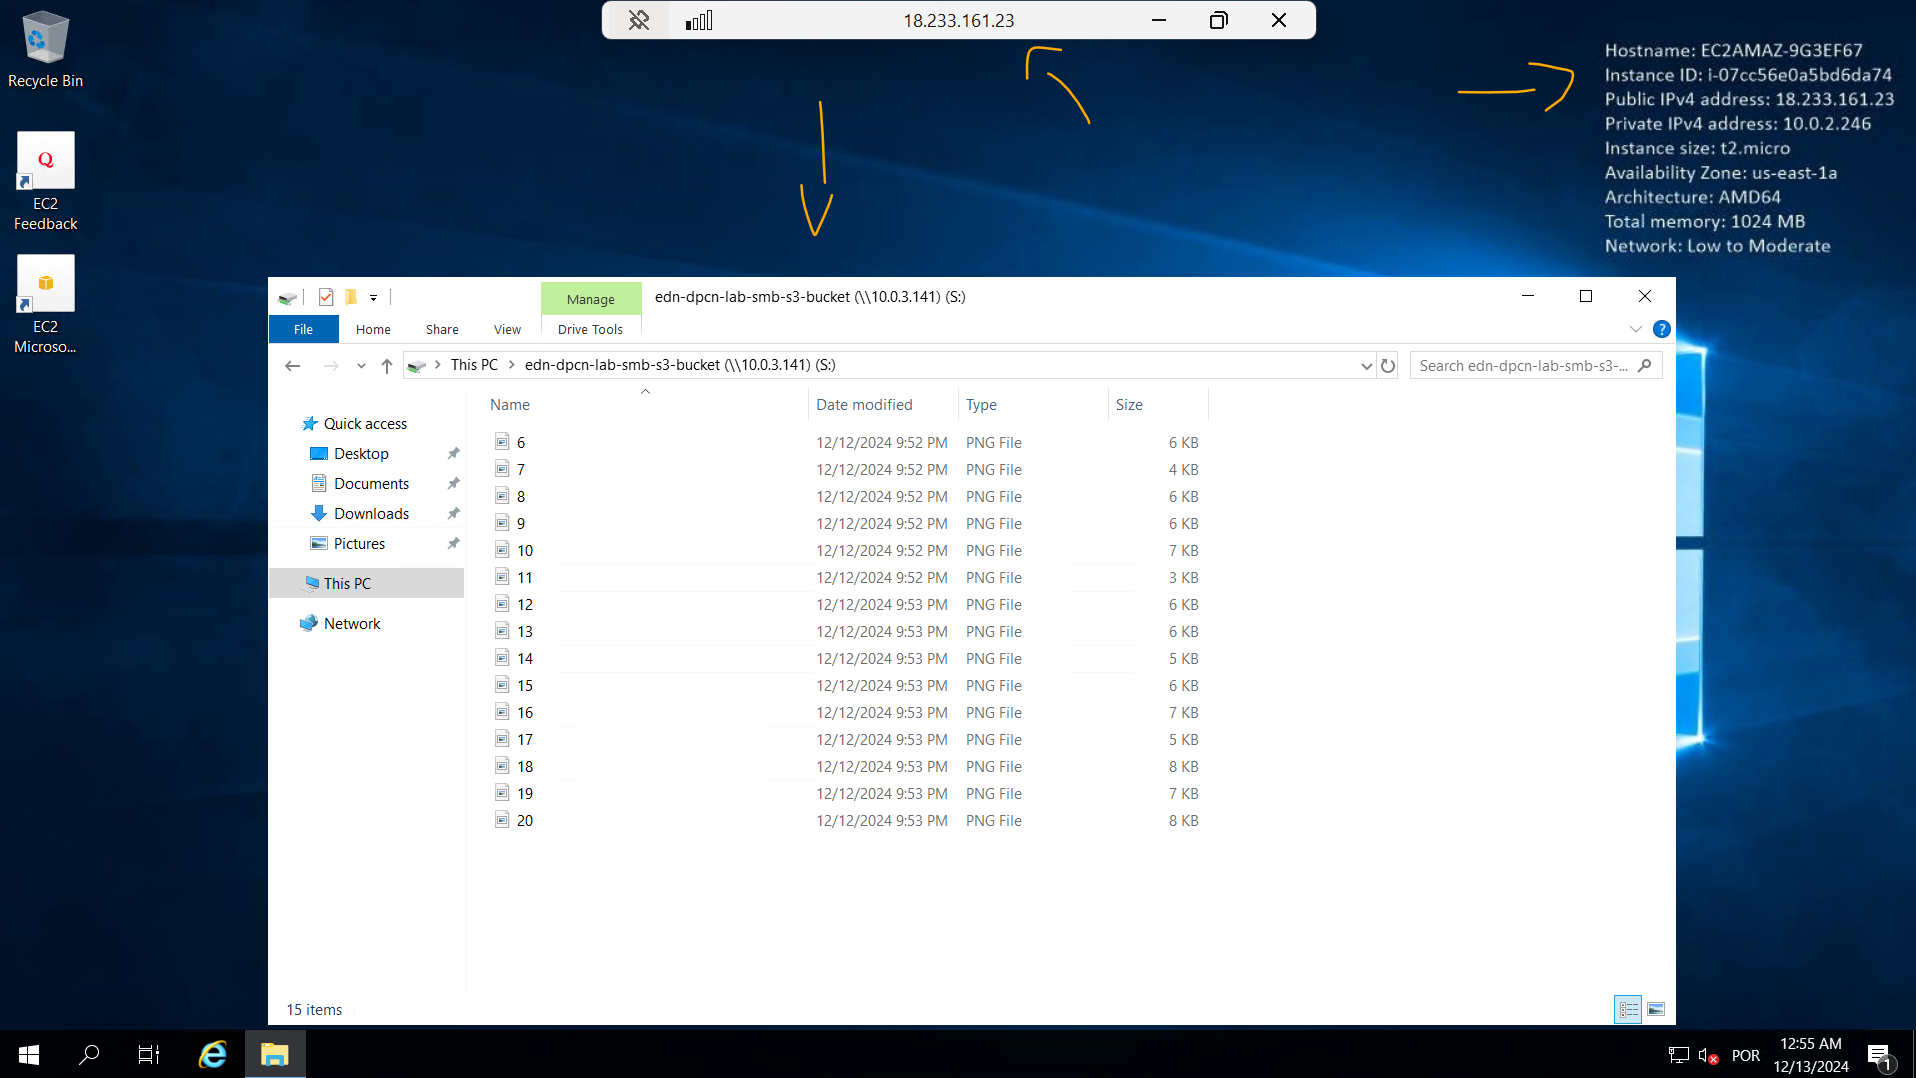 18.233.161.23
Recycle Bin
EC2
Feedback
EC2
Microso...
Hostname: EC2AMAZ-9G3EF67
Instance ID: i-07cc56e0a5bd6da74
Public IPv4 address: 18.233.161.23
Private IPv4 address: 10.0.2.246
Instance size: t2.micro
Availability Zone: us-east-1a
Architecture: AMD64
Total memory: 1024 MB
Network: Low to Moderate
Manage
edn-dpcn-lab-smb-s3-bucket (\\10.0.3.141) (S:)
File Home Share View Drive Tools
This PC > edn-dpcn-lab-smb-s3-bucket (\\10.0.3.141) (S:)
Search edn-dpcn-lab-smb-s3-...
Quick access
Desktop
Documents
Downloads
Pictures
This PC
Network
Name Date modified Type Size
6 12/12/2024 9:52 PM PNG File 6 KB
7 12/12/2024 9:52 PM PNG File 4 KB
8 12/12/2024 9:52 PM PNG File 6 KB
9 12/12/2024 9:52 PM PNG File 6 KB
10 12/12/2024 9:52 PM PNG File 7 KB
11 12/12/2024 9:52 PM PNG File 3 KB
12 12/12/2024 9:53 PM PNG File 6 KB
13 12/12/2024 9:53 PM PNG File 6 KB
14 12/12/2024 9:53 PM PNG File 5 KB
15 12/12/2024 9:53 PM PNG File 6 KB
16 12/12/2024 9:53 PM PNG File 7 KB
17 12/12/2024 9:53 PM PNG File 5 KB
18 12/12/2024 9:53 PM PNG File 8 KB
19 12/12/2024 9:53 PM PNG File 7 KB
20 12/12/2024 9:53 PM PNG File 8 KB
15 items
POR
12:55 AM
12/13/2024
1